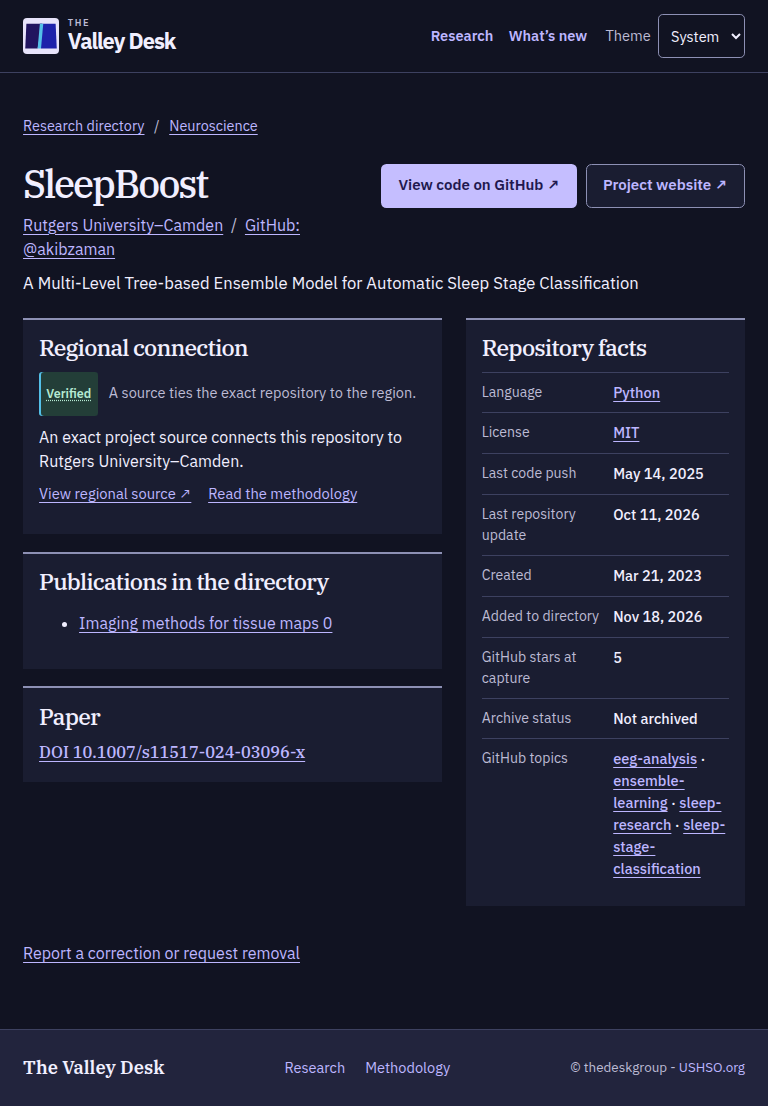 THE
Valley Desk
Research
What's new
Theme
System
Research directory / Neuroscience
SleepBoost
View code on GitHub ↗
Project website ↗
Rutgers University–Camden / GitHub:
@akibzaman
A Multi-Level Tree-based Ensemble Model for Automatic Sleep Stage Classification
Regional connection
Verified
A source ties the exact repository to the region.
An exact project source connects this repository to
Rutgers University–Camden.
View regional source ↗
Read the methodology
Publications in the directory
• Imaging methods for tissue maps 0
Paper
DOI 10.1007/s11517-024-03096-x
Repository facts
Language Python
License MIT
Last code push May 14, 2025
Last repository Oct 11, 2026
update
Created Mar 21, 2023
Added to directory Nov 18, 2026
GitHub stars at 5
capture
Archive status Not archived
GitHub topics eeg-analysis ·
ensemble-
learning · sleep-
research · sleep-
stage-
classification
Report a correction or request removal
The Valley Desk
Research
Methodology
© thedeskgroup - USHSO.org